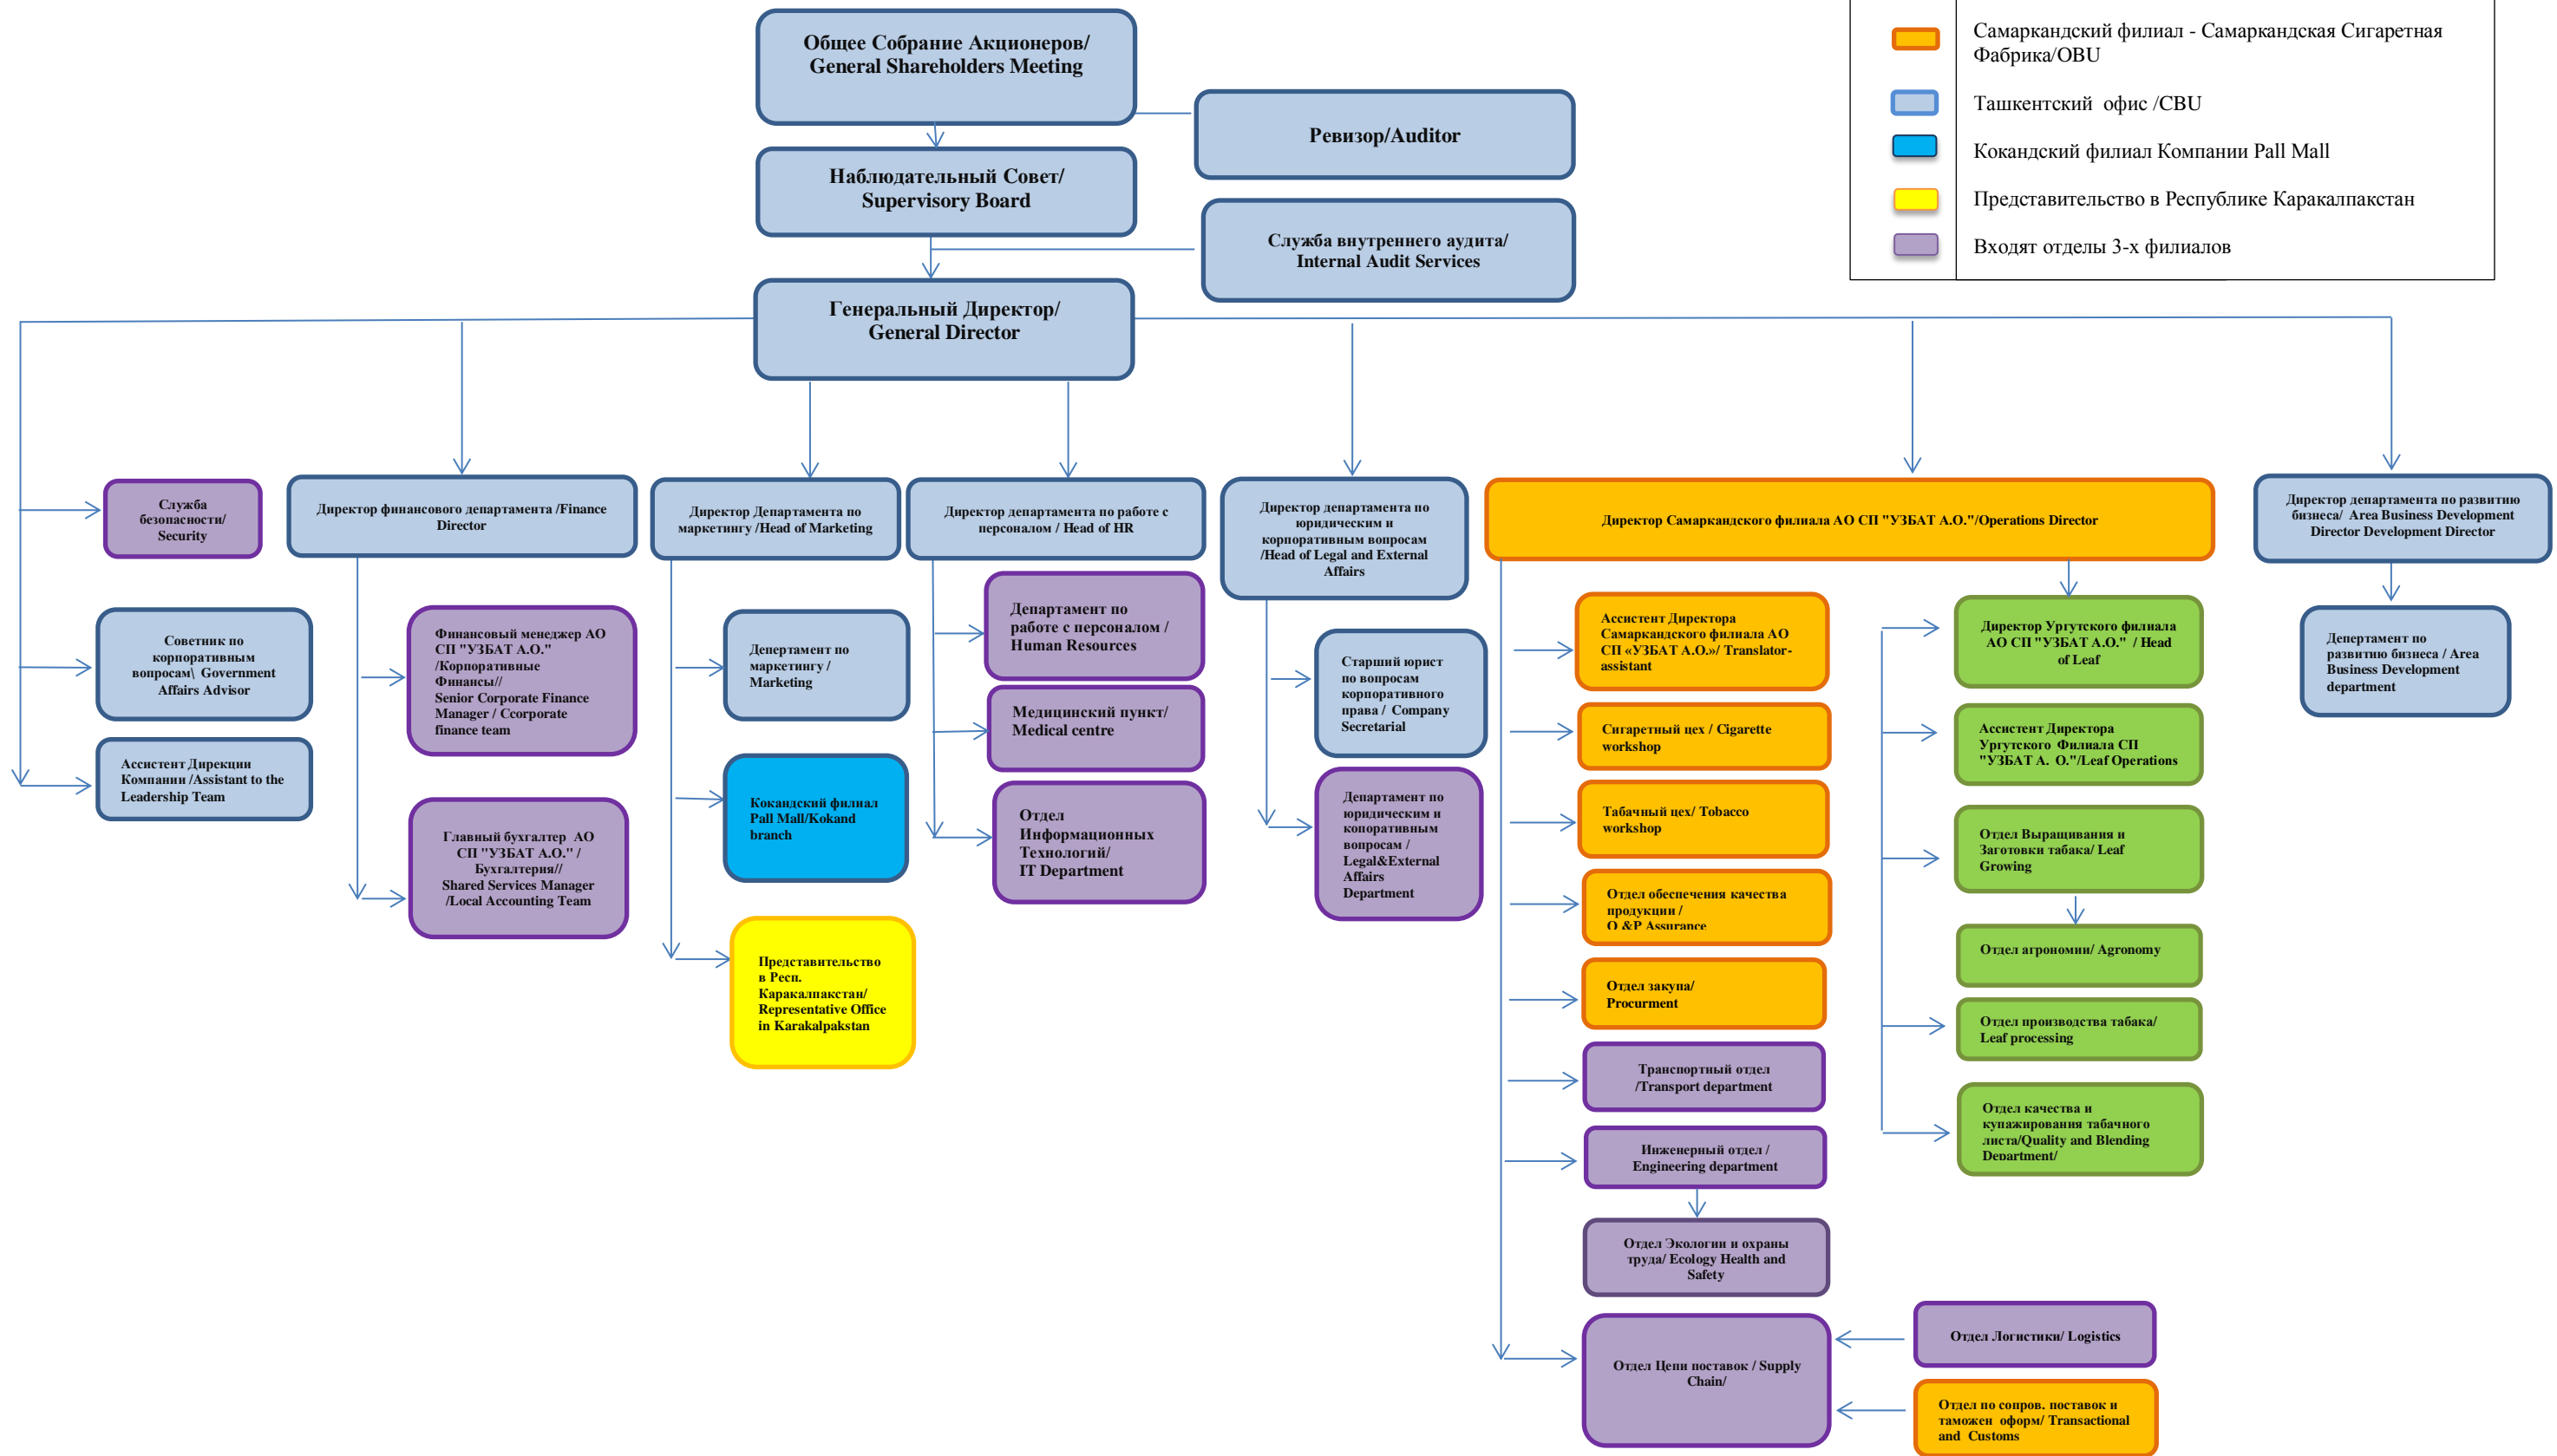 Общее Собрание Акционеров/
General Shareholders Meeting
Ревизор/Auditor
Наблюдательный Совет/
Supervisory Board
Служба внутреннего аудита/
Internal Audit Services
Генеральный Директор/
General Director
Самаркандский филиал - Самаркандская Сигаретная
Фабрика/OBU
Ташкентский офис /CBU
Кокандский филиал Компании Pall Mall
Представительство в Республике Каракалпакстан
Входят отделы 3-х филиалов
Служба
безопасности/
Security
Советник по
корпоративным
вопросам\ Government
Affairs Advisor
Ассистент Дирекции
Компании /Assistant to the
Leadership Team
Директор финансового департамента /Finance
Director
Финансовый менеджер АО
СП "УЗБАТ А.О."
/Корпоративные
Финансы//
Senior Corporate Finance
Manager / Ccorporate
finance team
Главный бухгалтер АО
СП "УЗБАТ А.О." /
Бухгалтерия//
Shared Services Manager
/Local Accounting Team
Директор Департамента по
маркетингу /Head of Marketing
Депертамент по
маркетингу /
Marketing
Кокандский филиал
Pall Mall/Kokand
branch
Представительство
в Респ.
Каракалпакстан/
Representative Office
in Karakalpakstan
Директор департамента по работе с
персоналом / Head of HR
Департамент по
работе с персоналом /
Human Resources
Медицинский пункт/
Medical centre
Отдел
Информационных
Технологий/
IT Department
Директор департамента по
юридическим и
корпоративным вопросам
/Head of Legal and External
Affairs
Старший юрист
по вопросам
корпоративного
права / Company
Secretarial
Департамент по
юридическим и
копоративным
вопросам /
Legal&External
Affairs
Department
Директор Самаркандского филиала АО СП "УЗБАТ А.О."/Operations Director
Ассистент Директора
Самаркандского филиала АО
СП «УЗБАТ А.О.»/ Translator-
assistant
Сигаретный цех / Cigarette
workshop
Табачный цех/ Tobacco
workshop
Отдел обеспечения качества
продукции /
Q &P Assurance
Отдел закупа/
Procurment
Транспортный отдел
/Transport department
Инженерный отдел /
Engineering department
Отдел Экологии и охраны
труда/ Ecology Health and
Safety
Отдел Цепи поставок / Supply
Chain/
Директор Ургутского филиала
АО СП "УЗБАТ А.О." / Head
of Leaf
Ассистент Директора
Ургутского Филиала СП
"УЗБАТ А. О."/Leaf Operations
Отдел Выращивания и
Заготовки табака/ Leaf
Growing
Отдел агрономии/ Agronomy
Отдел производства табака/
Leaf processing
Отдел качества и
купажирования табачного
листа/Quality and Blending
Department/
Отдел Логистики/ Logistics
Отдел по сопров. поставок и
таможен оформ/ Transactional
and Customs
Директор департамента по развитию
бизнеса/ Area Business Development
Director Development Director
Депертамент по
развитию бизнеса / Area
Business Development
department